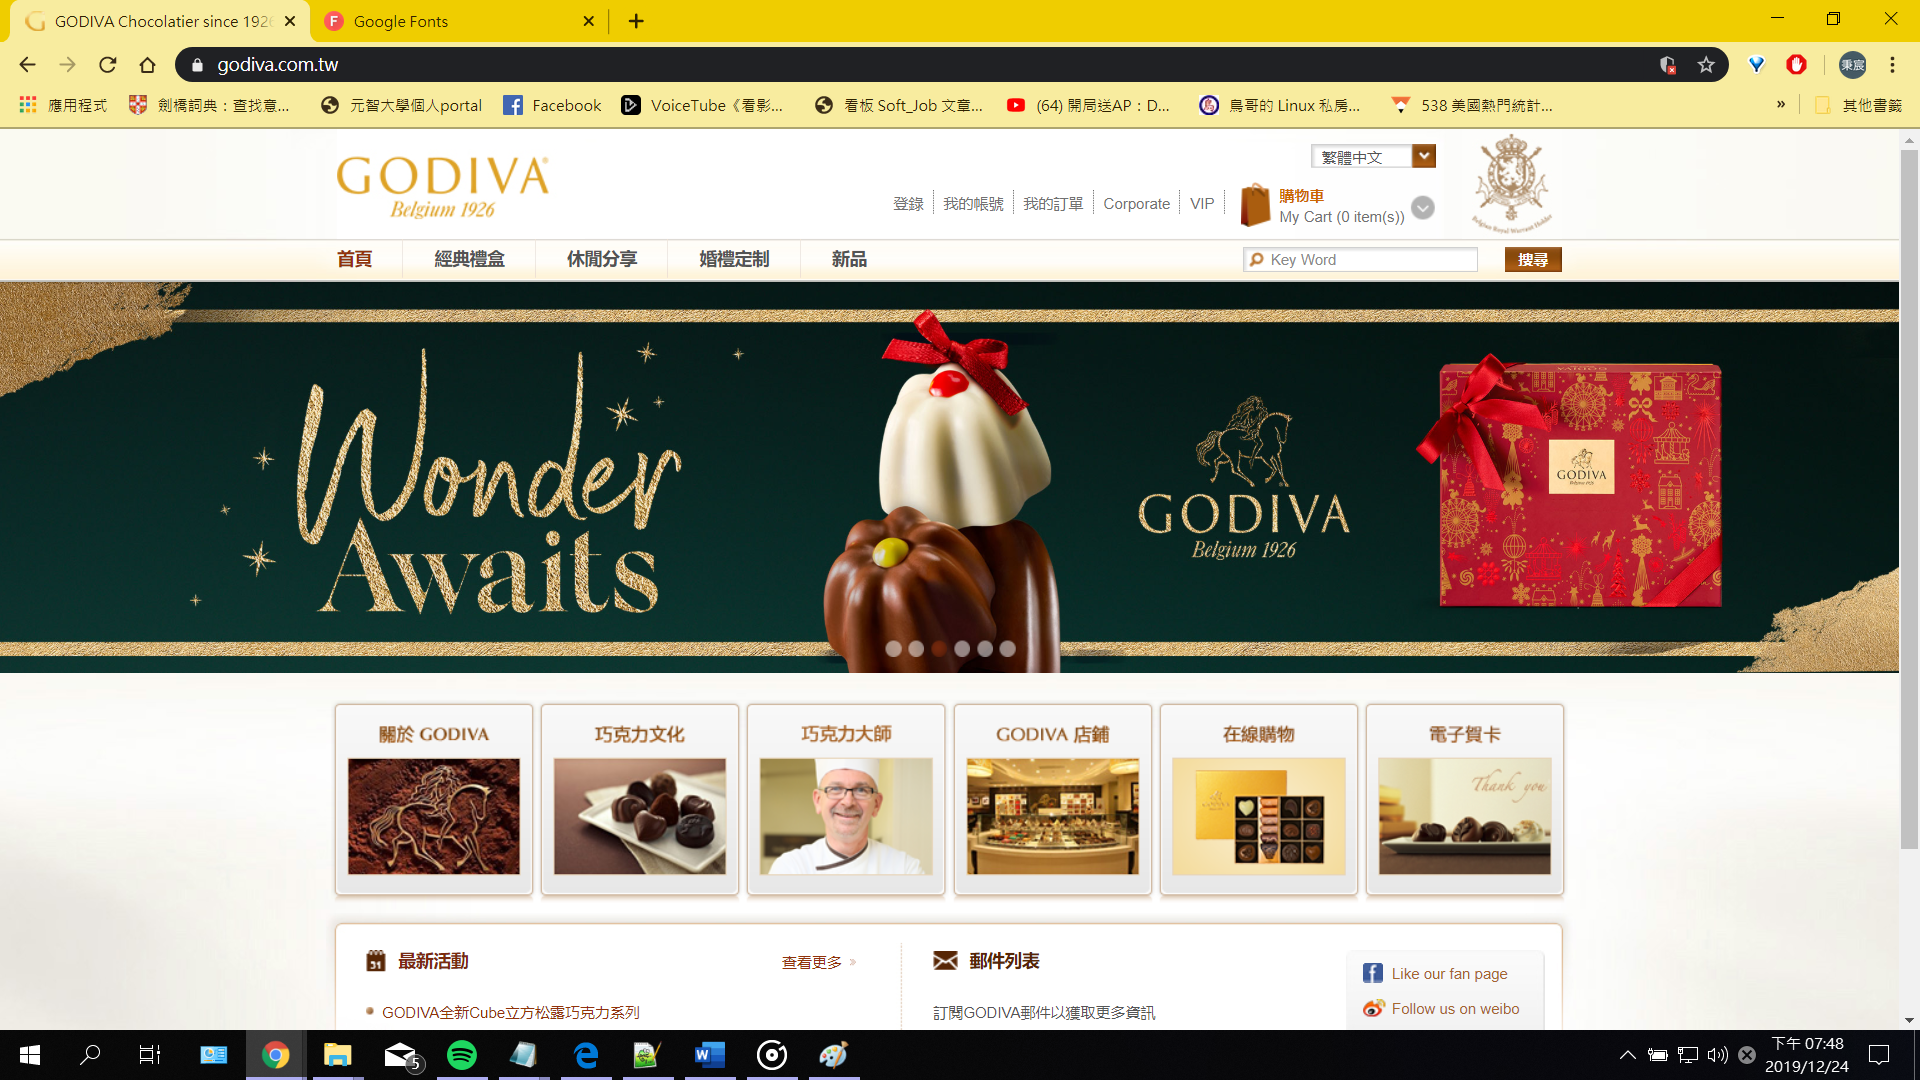 GODIVA Chocolatier since 1926
Google Fonts
godiva.com.tw
秉宸
應用程式
劍橋詞典：查找意...
元智大學個人portal
Facebook
VoiceTube《看影...
看板 Soft_Job 文章...
(64) 開局送AP：D...
鳥哥的 Linux 私房...
538 美國熱門統計...
»
其他書籤
GODIVA
Belgium 1926
繁體中文
登錄
我的帳號
我的訂單
Corporate
VIP
購物車
My Cart (0 item(s))
Belgian Royal Warrant Holder
首頁
經典禮盒
休閒分享
婚禮定制
新品
Key Word
搜尋
Wonder
Awaits
GODIVA
Belgium 1926
GODIVA
Belgium 1926
關於 GODIVA
巧克力文化
巧克力大師
GODIVA 店鋪
在線購物
電子賀卡
Thank you
31
最新活動
查看更多 »
郵件列表
Like our fan page
GODIVA全新Cube立方松露巧克力系列
訂閱GODIVA郵件以獲取更多資訊
Follow us on weibo
5
下午 07:48
2019/12/24